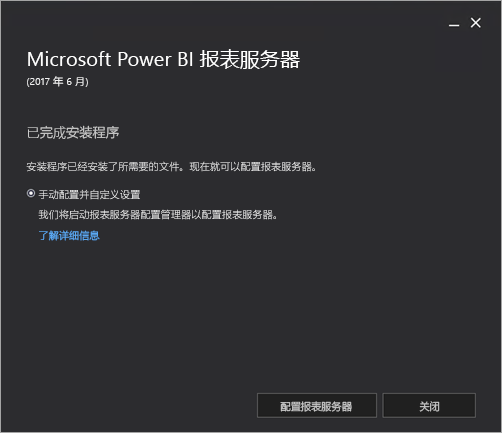 Microsoft Power BI 报表服务器
(2017 年 6 月)
已完成安装程序
安装程序已经安装了所需要的文件。现在就可以配置报表服务器。
手动配置并自定义设置
我们将启动报表服务器配置管理器以配置报表服务器。
了解详细信息
配置报表服务器
关闭